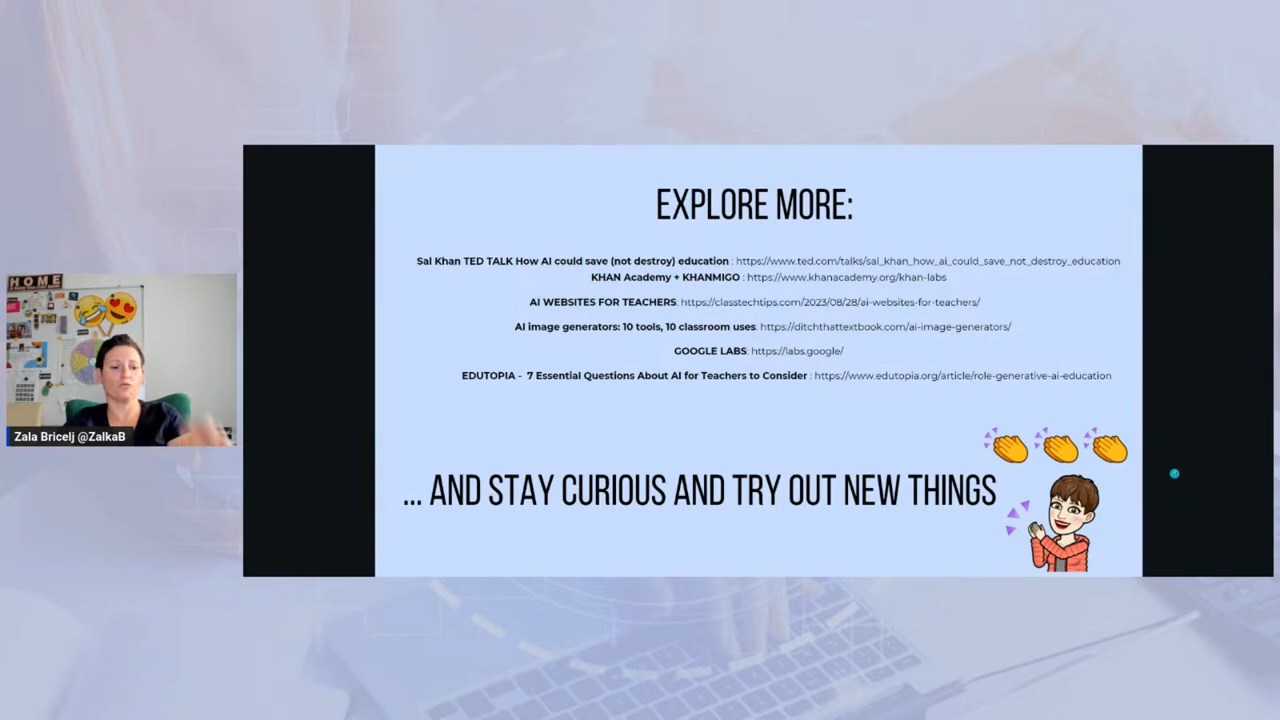 EXPLORE MORE:
Sal Khan TED TALK How AI could save (not destroy) education : https://www.ted.com/talks/sal_khan_how_ai_could_save_not_destroy_education
KHAN Academy + KHANMIGO : https://www.khanacademy.org/khan-labs
AI WEBSITES FOR TEACHERS: https://classtechtips.com/2023/08/28/ai-websites-for-teachers/
AI image generators: 10 tools, 10 classroom uses: https://ditchthattextbook.com/ai-image-generators/
GOOGLE LABS: https://labs.google/
EDUTOPIA - 7 Essential Questions About AI for Teachers to Consider : https://www.edutopia.org/article/role-generative-ai-education
... AND STAY CURIOUS AND TRY OUT NEW THINGS
HOME
Zala Bricelj @ZalkaB